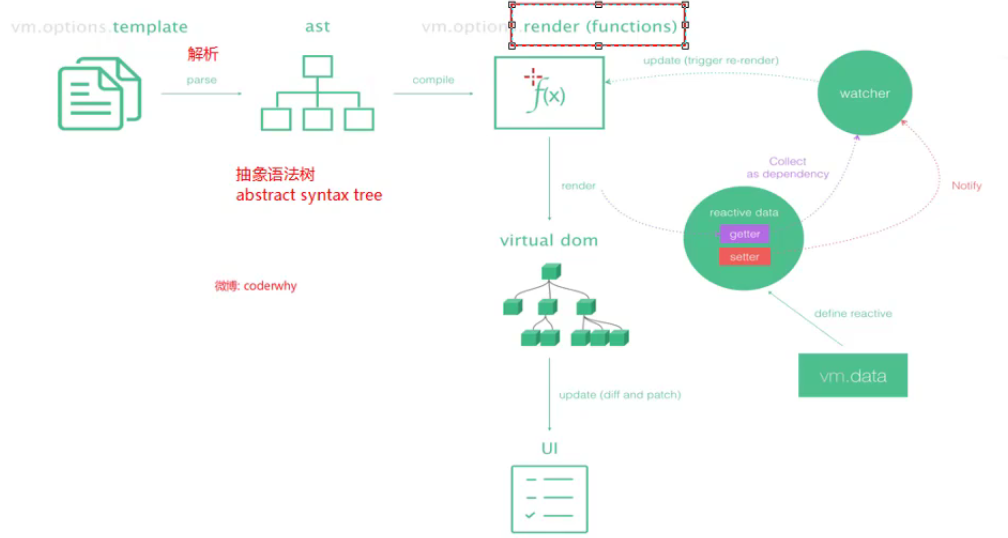 vm.options.template
ast
vm.options.render (functions)
解析
parse
compile
update (trigger re-render)
f(x)
watcher
抽象语法树
abstract syntax tree
Collect
as dependency
render
Notify
reactive data
getter
setter
virtual dom
微博: coderwhy
define reactive
vm.data
update (diff and patch)
UI